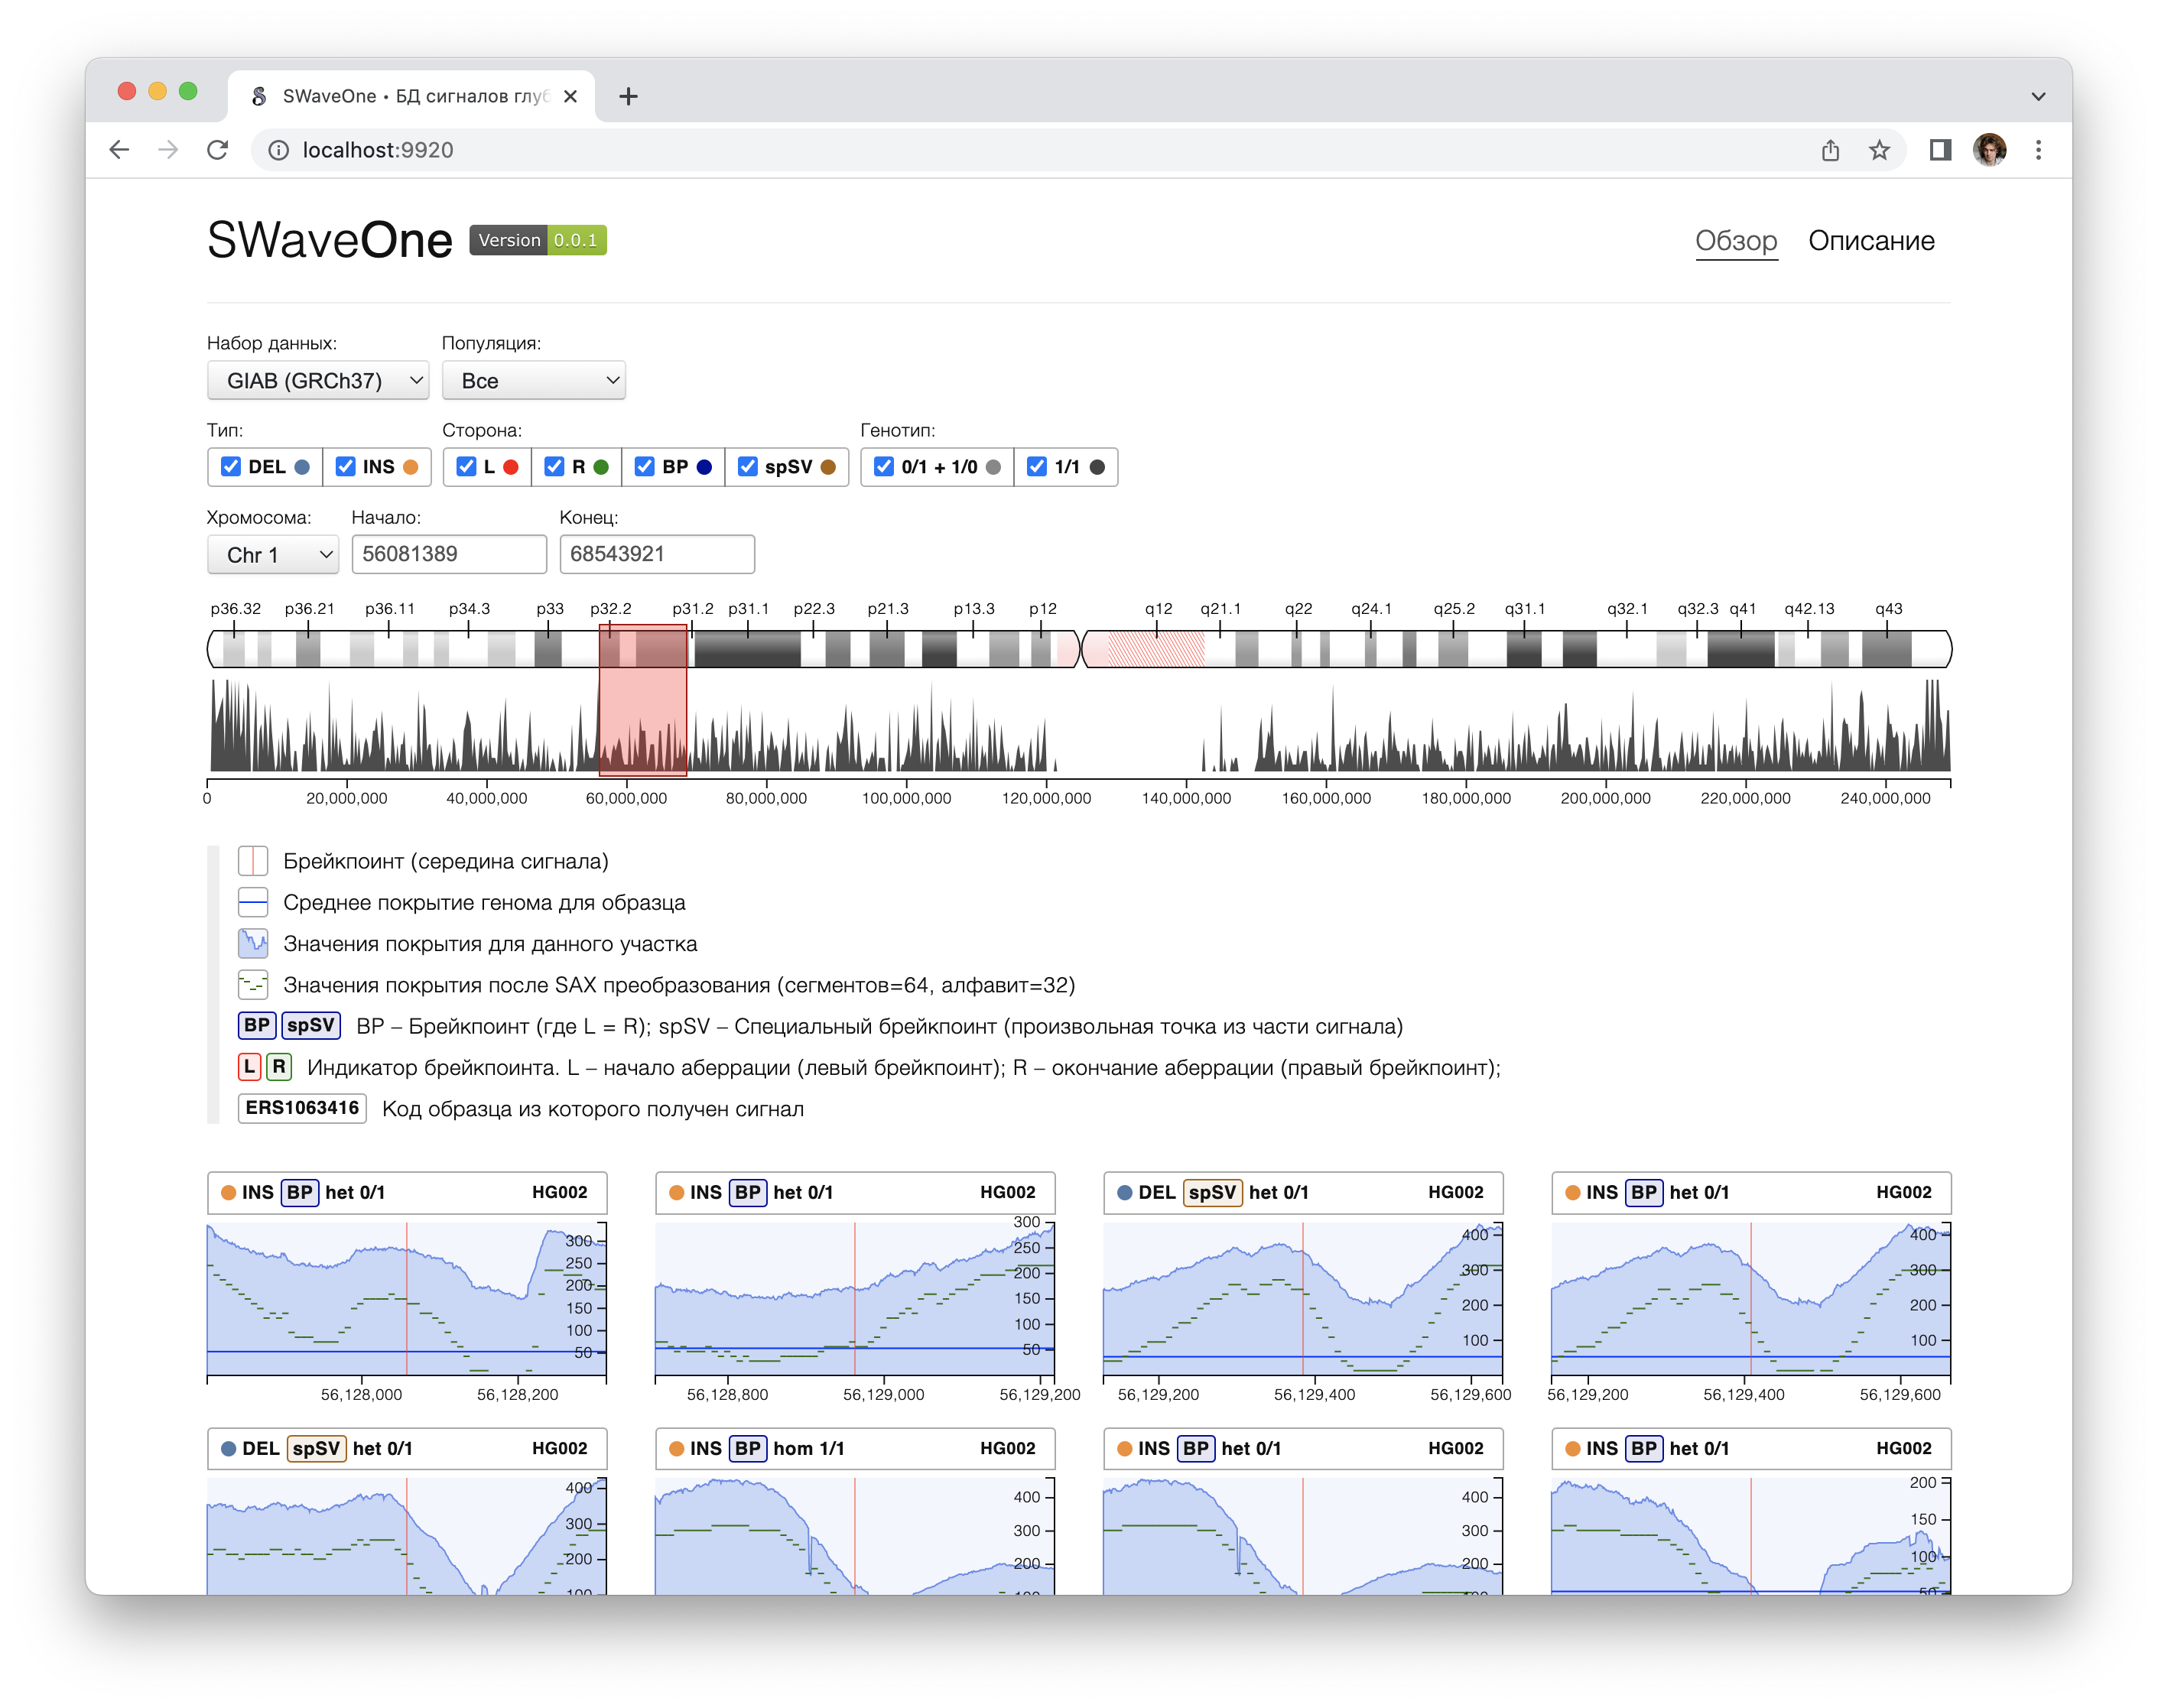 SWaveOne • БД сигналов глуб
localhost:9920
SWaveOne Version 0.0.1 Обзор Описание
Набор данных: Популяция:
GIAB (GRCh37) Все
Тип: Сторона: Генотип:
DEL INS L R BP spSV 0/1 + 1/0 1/1
Хромосома: Начало: Конец:
Chr 1 56081389 68543921
p36.32 p36.21 p36.11 p34.3 p33 p32.2 p31.2 p31.1 p22.3 p21.3 p13.3 p12 q12 q21.1 q22 q24.1 q25.2 q31.1 q32.1 q32.3 q41 q42.13 q43
0 20,000,000 40,000,000 60,000,000 80,000,000 100,000,000 120,000,000 140,000,000 160,000,000 180,000,000 200,000,000 220,000,000 240,000,000
Брейкпоинт (середина сигнала)
Среднее покрытие генома для образца
Значения покрытия для данного участка
Значения покрытия после SAX преобразования (сегментов=64, алфавит=32)
BP spSV BP – Брейкпоинт (где L = R); spSV – Специальный брейкпоинт (произвольная точка из части сигнала)
L R Индикатор брейкпоинта. L – начало аберрации (левый брейкпоинт); R – окончание аберрации (правый брейкпоинт);
ERS1063416 Код образца из которого получен сигнал
INS BP het 0/1 HG002
300
250
200
150
100
50
56,128,000 56,128,200
INS BP het 0/1 HG002
300
250
200
150
100
50
56,128,800 56,129,000 56,129,200
DEL spSV het 0/1 HG002
400
300
200
100
56,129,200 56,129,400 56,129,600
INS BP het 0/1 HG002
400
300
200
100
56,129,200 56,129,400 56,129,600
DEL spSV het 0/1 HG002
400
300
200
100
INS BP hom 1/1 HG002
400
300
200
100
INS BP het 0/1 HG002
400
300
200
100
INS BP het 0/1 HG002
200
150
100
50